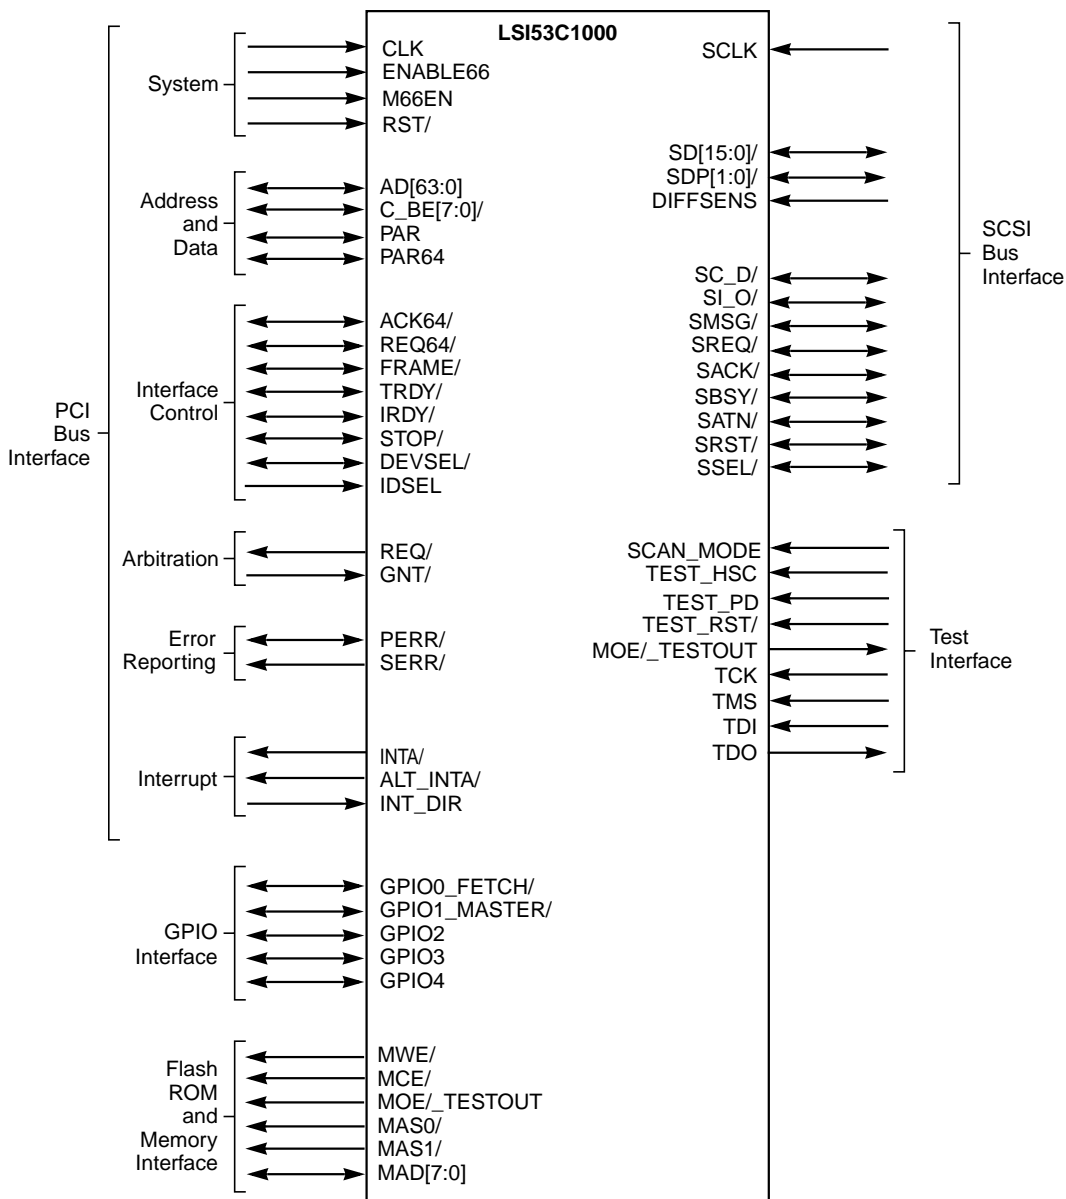 LSI53C1000
PCI
Bus
Interface
System
CLK
ENABLE66
M66EN
RST/
Address
and
Data
AD[63:0]
C_BE[7:0]/
PAR
PAR64
Interface
Control
ACK64/
REQ64/
FRAME/
TRDY/
IRDY/
STOP/
DEVSEL/
IDSEL
Arbitration
REQ/
GNT/
Error
Reporting
PERR/
SERR/
Interrupt
INTA/
ALT_INTA/
INT_DIR
GPIO
Interface
GPIO0_FETCH/
GPIO1_MASTER/
GPIO2
GPIO3
GPIO4
Flash
ROM
and
Memory
Interface
MWE/
MCE/
MOE/_TESTOUT
MAS0/
MAS1/
MAD[7:0]
SCLK
SD[15:0]/
SDP[1:0]/
DIFFSENS
SC_D/
SI_O/
SMSG/
SREQ/
SACK/
SBSY/
SATN/
SRST/
SSEL/
SCSI
Bus
Interface
SCAN_MODE
TEST_HSC
TEST_PD
TEST_RST/
MOE/_TESTOUT
TCK
TMS
TDI
TDO
Test
Interface